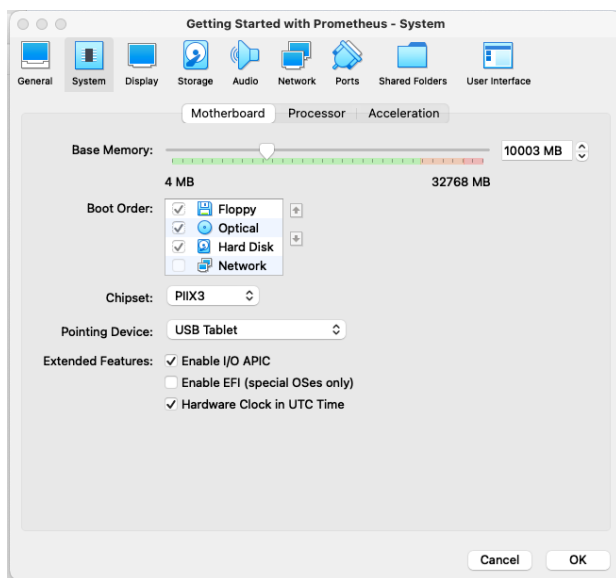 Getting Started with Prometheus - System
General System Display Storage Audio Network Ports Shared Folders User Interface
Motherboard Processor Acceleration
Base Memory: 10003 MB
4 MB 32768 MB
Boot Order: Floppy
Optical
Hard Disk
Network
Chipset: PIIX3
Pointing Device: USB Tablet
Extended Features: Enable I/O APIC
Enable EFI (special OSes only)
Hardware Clock in UTC Time
Cancel OK